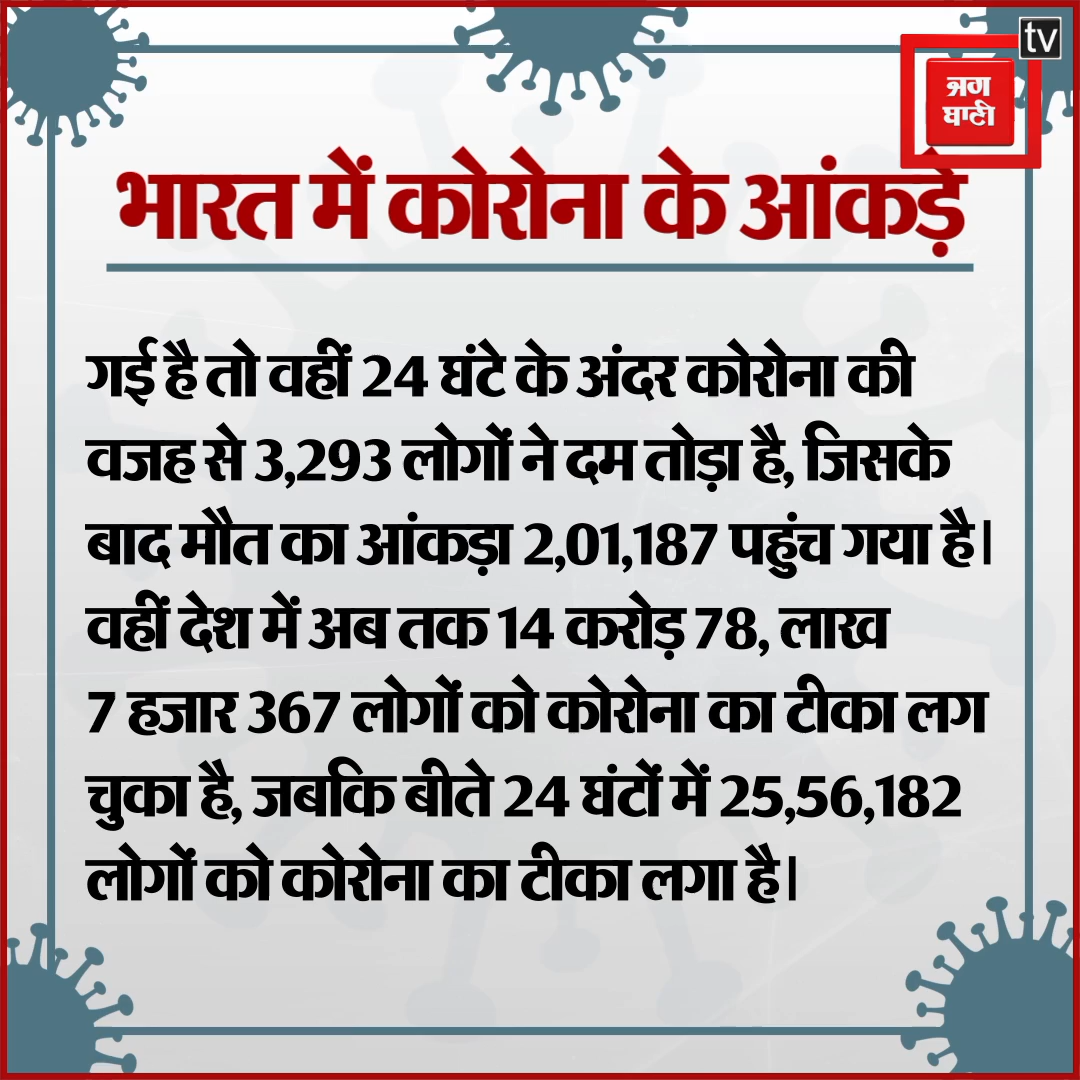 tv
जग
बाणी
भारत में कोरोना के आंकड़े
गई है तो वहीं 24 घंटे के अंदर कोरोना की
वजह से 3,293 लोगों ने दम तोड़ा है, जिसके
बाद मौत का आंकड़ा 2,01,187 पहुंच गया है।
वहीं देश में अब तक 14 करोड़ 78, लाख
7 हजार 367 लोगों को कोरोना का टीका लग
चुका है, जबकि बीते 24 घंटों में 25,56,182
लोगों को कोरोना का टीका लगा है।